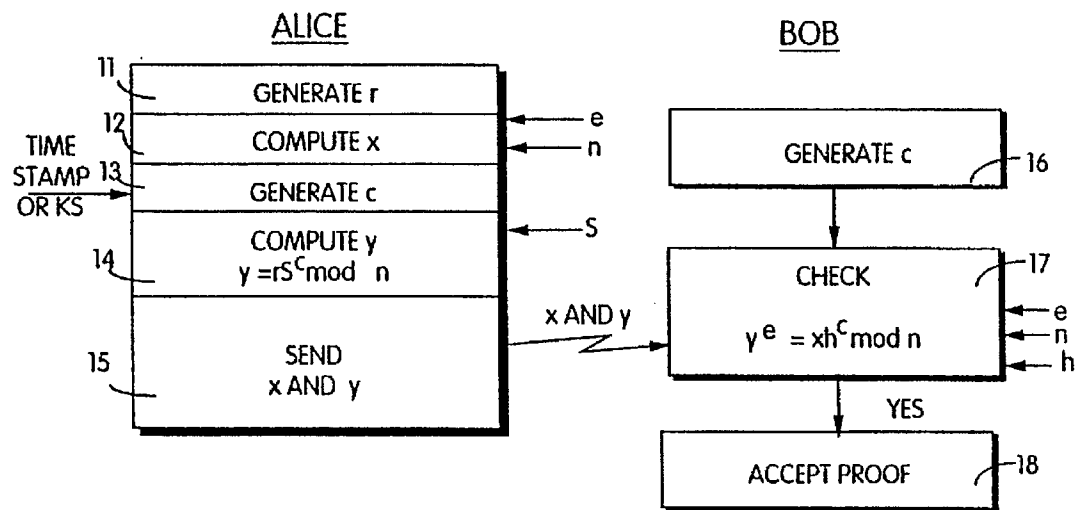 ALICE
BOB
11
GENERATE r
12
COMPUTE x
e
n
TIME
STAMP
OR KS
13
GENERATE c
S
COMPUTE y
14
y = rS^c mod n
15
SEND
x AND y
x AND y
GENERATE c
16
CHECK
17
y^e = xh^c mod n
e
n
h
YES
ACCEPT PROOF
18